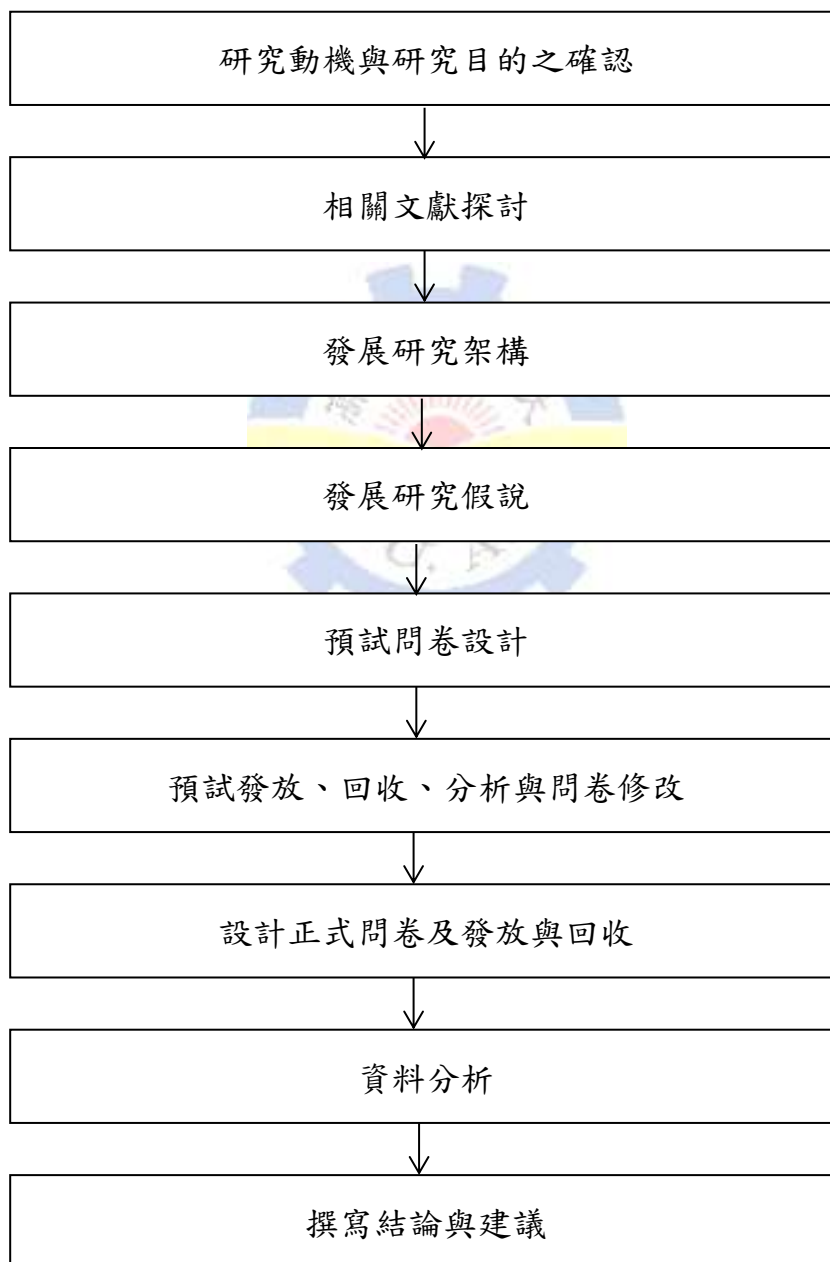 研究動機與研究目的之確認
相關文獻探討
發展研究架構
發展研究假說
預試問卷設計
預試發放、回收、分析與問卷修改
設計正式問卷及發放與回收
資料分析
撰寫結論與建議